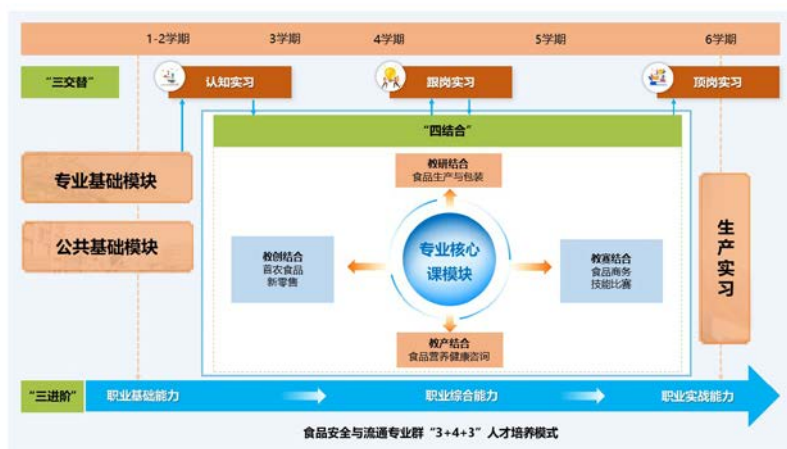 1-2学期
3学期
4学期
5学期
6学期
“三交替”
认知实习
跟岗实习
顶岗实习
“四结合”
专业基础模块
公共基础模块
教研结合
食品生产与包装
教创结合
首农食品
新零售
专业核心
课模块
教赛结合
食品商务
技能比赛
教产结合
食品营养健康咨询
生产实习
“三进阶”
职业基础能力
职业综合能力
职业实战能力
食品安全与流通专业群“3+4+3”人才培养模式